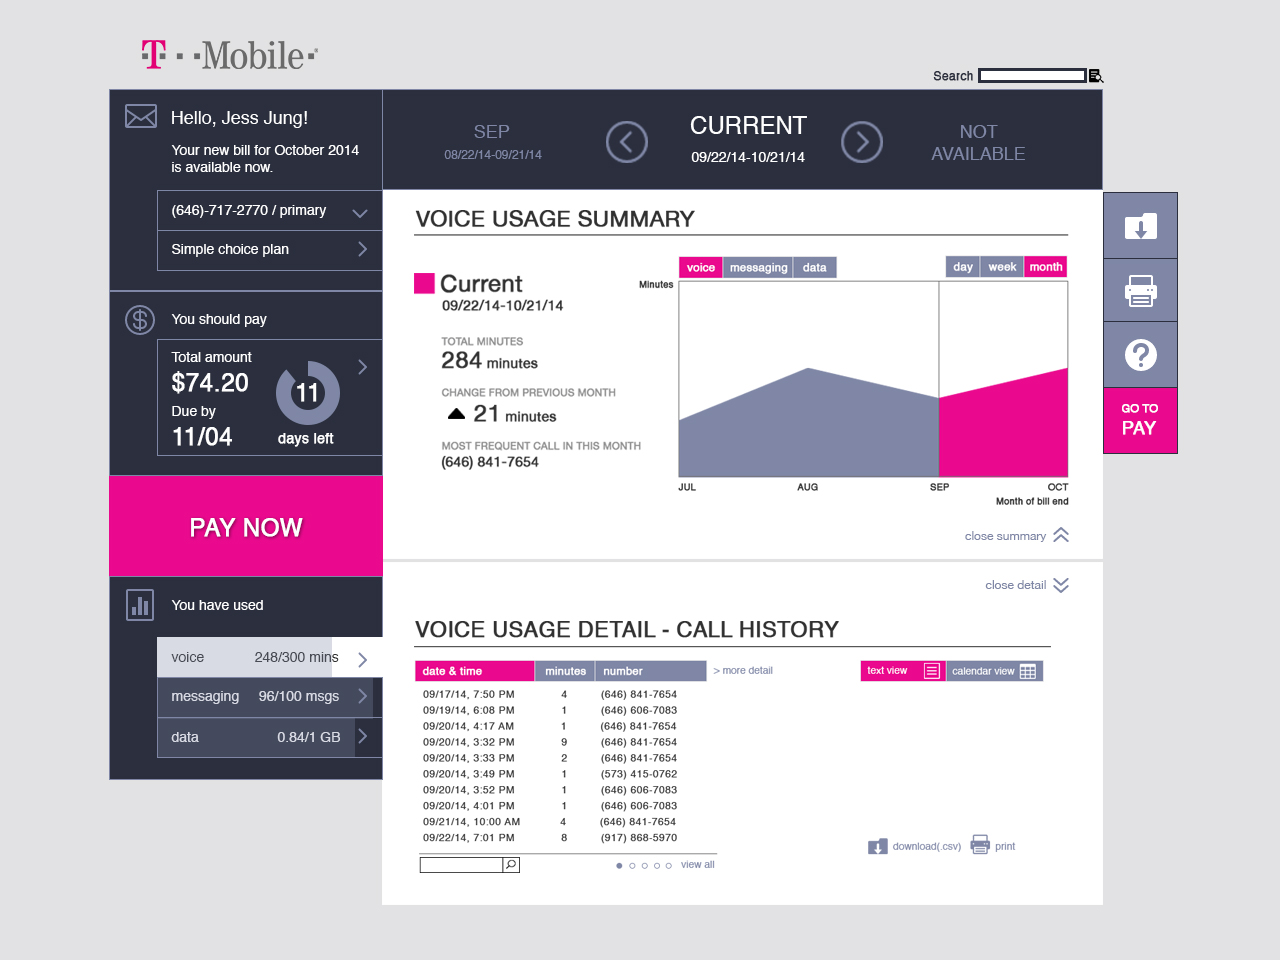 T··Mobile·®
Search
Hello, Jess Jung!
Your new bill for October 2014
is available now.
(646)-717-2770 / primary
Simple choice plan
You should pay
Total amount
$74.20
Due by
11/04
11
days left
PAY NOW
You have used
voice 248/300 mins
messaging 96/100 msgs
data 0.84/1 GB
SEP
08/22/14-09/21/14
CURRENT
09/22/14-10/21/14
NOT
AVAILABLE
VOICE USAGE SUMMARY
Current
09/22/14-10/21/14
TOTAL MINUTES
284 minutes
CHANGE FROM PREVIOUS MONTH
21 minutes
MOST FREQUENT CALL IN THIS MONTH
(646) 841-7654
voice messaging data
day week month
Minutes
JUL AUG SEP OCT
Month of bill end
close summary
GO TO
PAY
close detail
VOICE USAGE DETAIL - CALL HISTORY
date & time minutes number > more detail
text view calendar view
09/17/14, 7:50 PM 4 (646) 841-7654
09/19/14, 6:08 PM 1 (646) 606-7083
09/20/14, 4:17 AM 1 (646) 841-7654
09/20/14, 3:32 PM 9 (646) 841-7654
09/20/14, 3:33 PM 2 (646) 841-7654
09/20/14, 3:49 PM 1 (573) 415-0762
09/20/14, 3:52 PM 1 (646) 606-7083
09/20/14, 4:01 PM 1 (646) 606-7083
09/21/14, 10:00 AM 4 (646) 841-7654
09/22/14, 7:01 PM 8 (917) 868-5970
view all
download(.csv) print